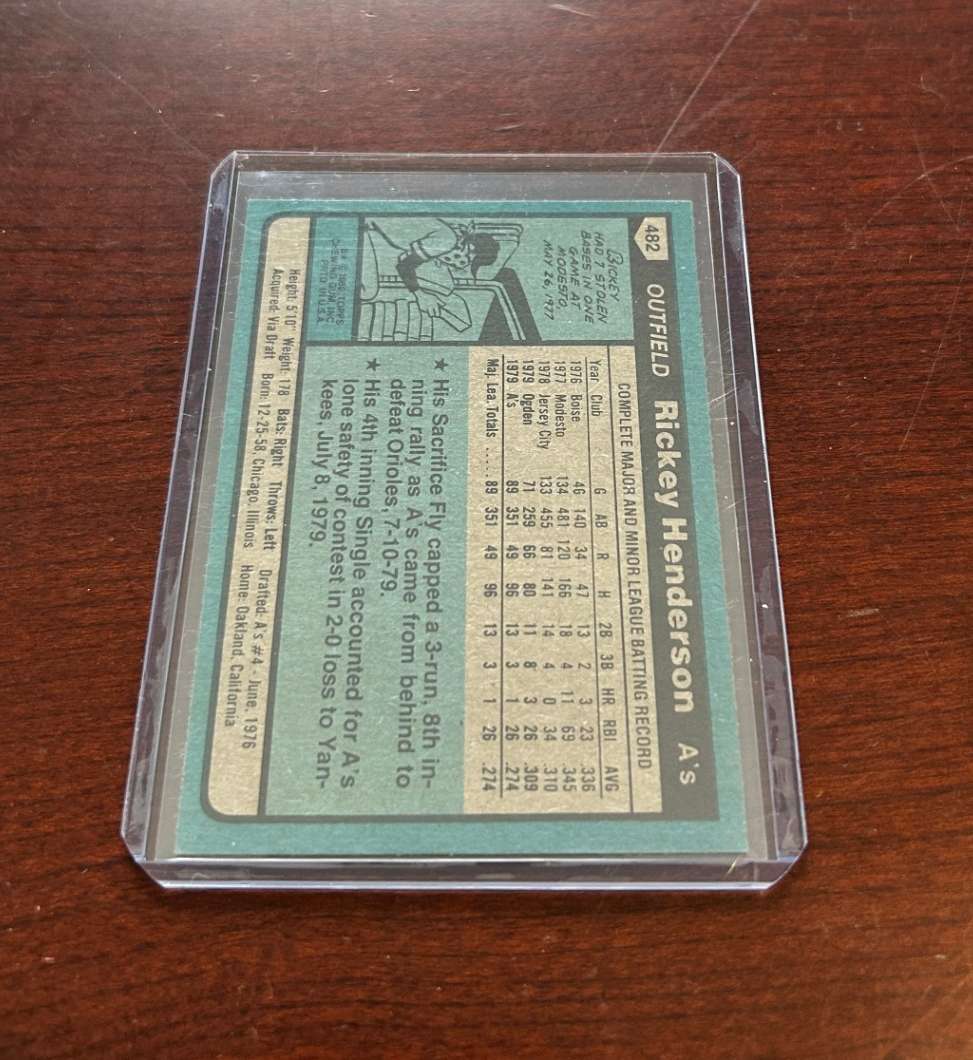 482 OUTFIELD Rickey Henderson A's
COMPLETE MAJOR AND MINOR LEAGUE BATTING RECORD
Year Club G AB R H 2B 3B HR RBI AVG
1976 Boise 46 140 34 47 13 2 3 23 .336
1977 Modesto 134 481 120 166 18 4 11 69 .345
1978 Jersey City 133 455 81 141 14 4 0 34 .310
1979 Ogden 71 259 66 80 11 8 3 26 .309
1979 A's 89 351 49 96 13 3 1 26 .274
Maj. Lea. Totals ...... 89 351 49 96 13 3 1 26 .274
RICKEY
HAD 7 STOLEN
BASES IN ONE
GAME AT
MODESTO,
MAY 26, 1977
★ His Sacrifice Fly capped a 3-run, 8th in-
ning rally as A's came from behind to
defeat Orioles, 7-10-79.
★ His 4th inning Single accounted for A's
lone safety of contest in 2-0 loss to Yan-
kees, July 8, 1979.
© 1980 TOPPS
CHEWING GUM, INC.
PRTD. IN U.S.A.
Height: 5'10" Weight: 178 Bats: Right Throws: Left Drafted: A's #4 - June, 1976
Acquired: Via Draft Born: 12-25-58, Chicago, Illinois Home: Oakland, California